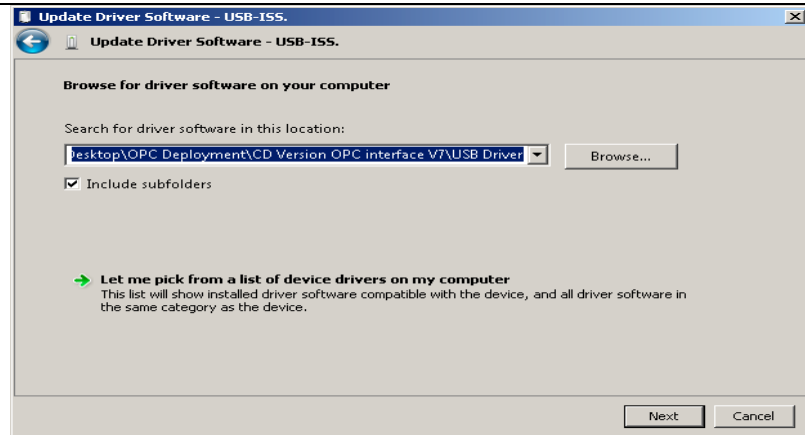 Update Driver Software - USB-ISS.
Update Driver Software - USB-ISS.
Browse for driver software on your computer
Search for driver software in this location:
Desktop\OPC Deployment\CD Version OPC interface V7\USB Driver
Browse...
Include subfolders
Let me pick from a list of device drivers on my computer
This list will show installed driver software compatible with the device, and all driver software in
the same category as the device.
Next Cancel